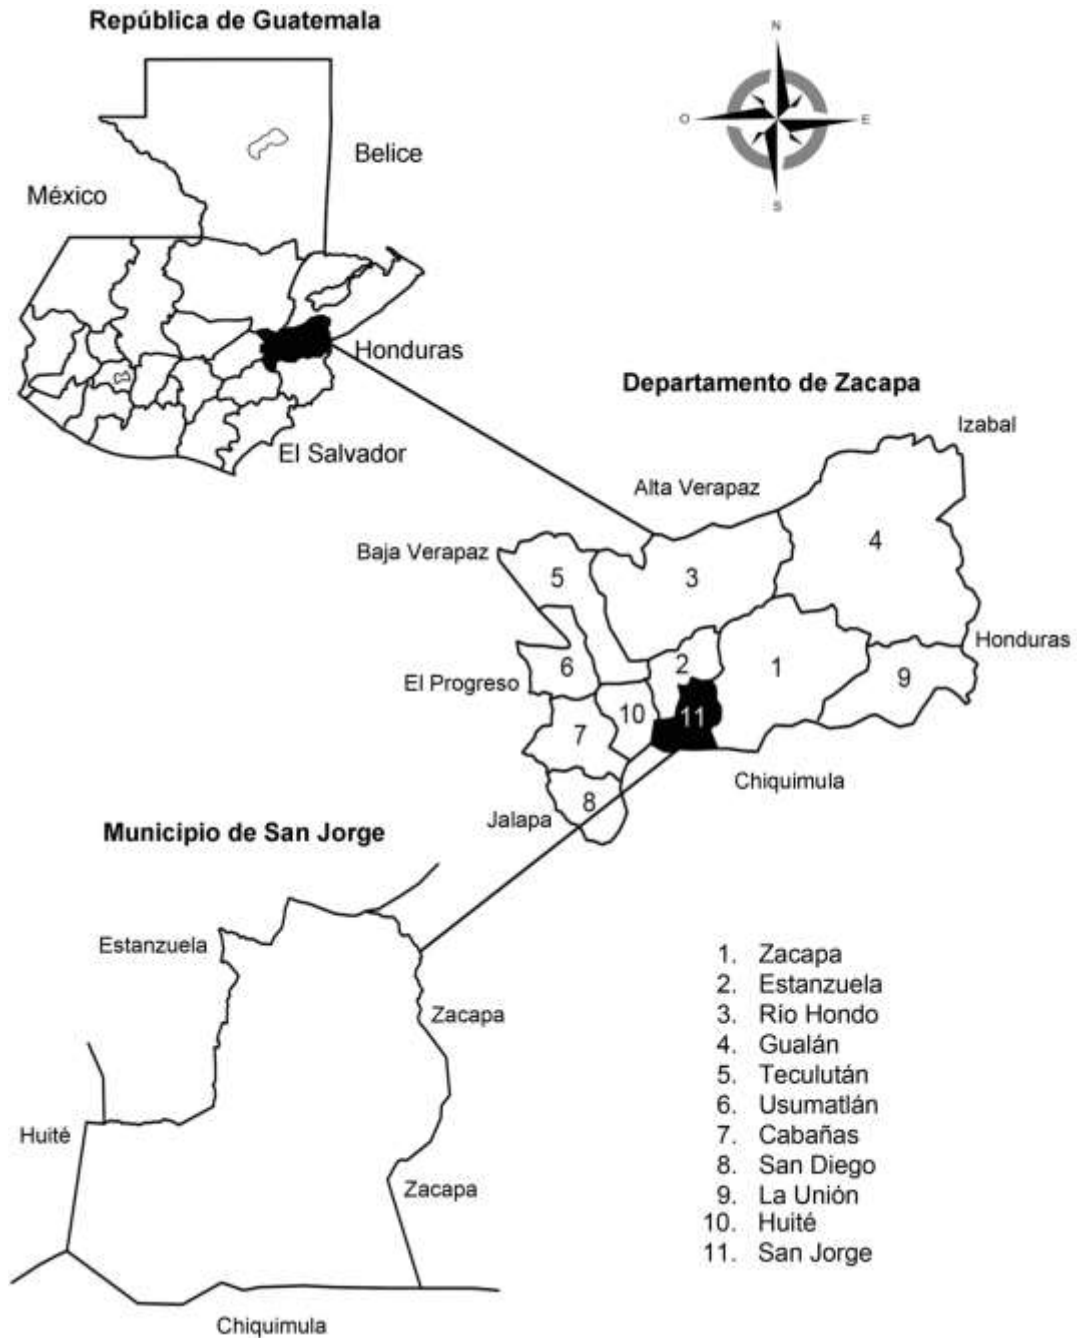 República de Guatemala
N
O
E
S
Belice
México
Honduras
El Salvador
Departamento de Zacapa
Izabal
Alta Verapaz
Baja Verapaz
4
5
3
Honduras
El Progreso
6
2
1
9
10
11
7
Chiquimula
8
Jalapa
Municipio de San Jorge
Estanzuela
Zacapa
Huité
Zacapa
Chiquimula
1. Zacapa
2. Estanzuela
3. Río Hondo
4. Gualán
5. Teculután
6. Usumatlán
7. Cabañas
8. San Diego
9. La Unión
10. Huité
11. San Jorge